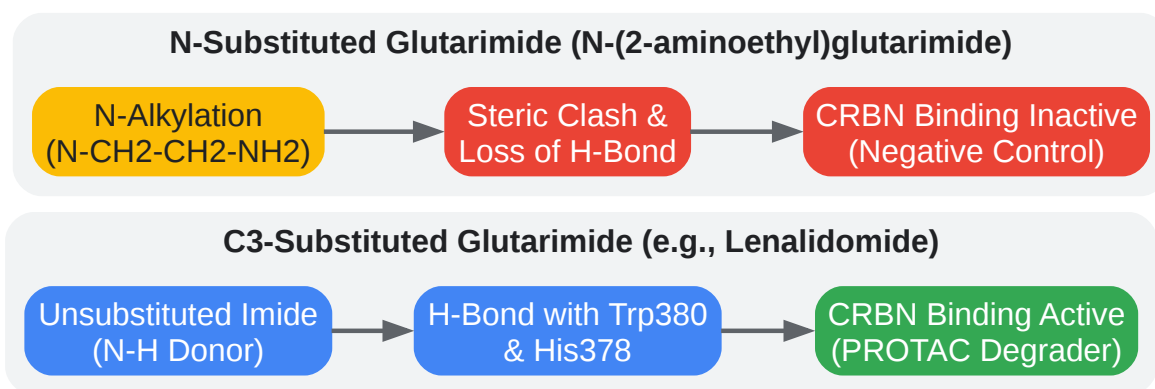 N-Substituted Glutarimide (N-(2-aminoethyl)glutarimide)
N-Alkylation
(N-CH2-CH2-NH2)
Steric Clash &
Loss of H-Bond
CRBN Binding Inactive
(Negative Control)
C3-Substituted Glutarimide (e.g., Lenalidomide)
Unsubstituted Imide
(N-H Donor)
H-Bond with Trp380
& His378
CRBN Binding Active
(PROTAC Degrader)